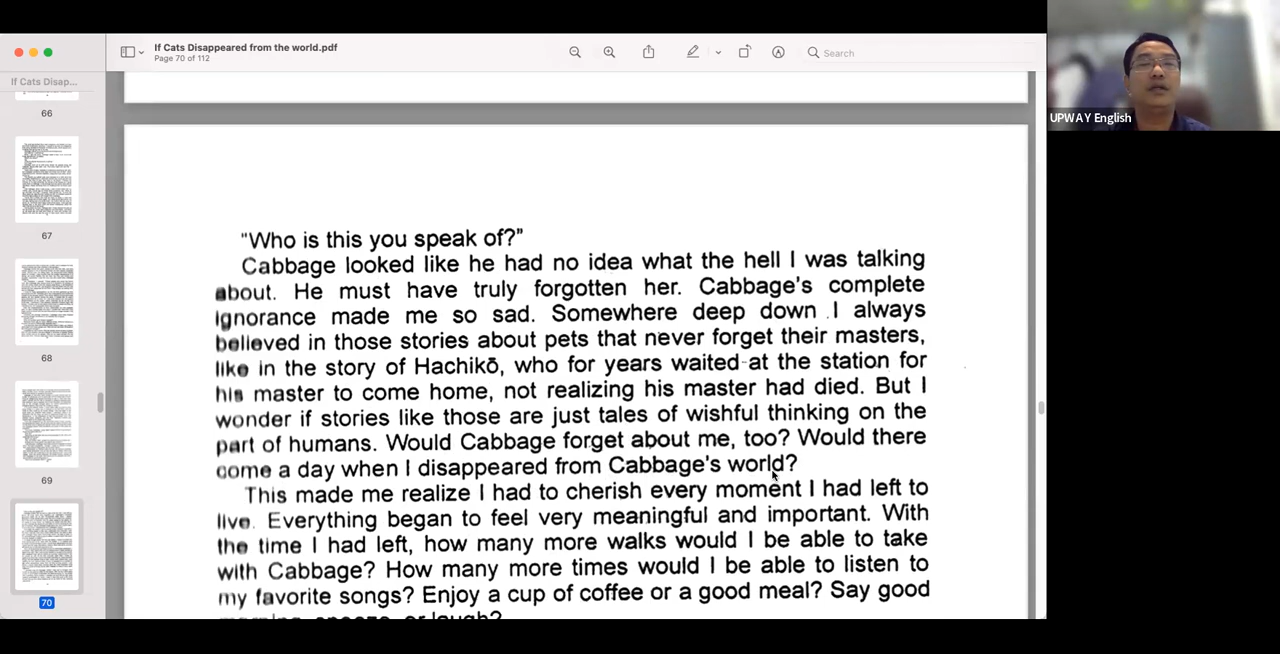 If Cats Disappeared from the world.pdf
Page 70 of 112
Search
If Cats Disap...
66
67
68
69
70
UPWAY English
"Who is this you speak of?"
Cabbage looked like he had no idea what the hell I was talking
about. He must have truly forgotten her. Cabbage's complete
ignorance made me so sad. Somewhere deep down I always
believed in those stories about pets that never forget their masters,
like in the story of Hachikō, who for years waited at the station for
his master to come home, not realizing his master had died. But I
wonder if stories like those are just tales of wishful thinking on the
part of humans. Would Cabbage forget about me, too? Would there
come a day when I disappeared from Cabbage's world?
This made me realize I had to cherish every moment I had left to
live. Everything began to feel very meaningful and important. With
the time I had left, how many more walks would I be able to take
with Cabbage? How many more times would I be able to listen to
my favorite songs? Enjoy a cup of coffee or a good meal? Say good
morning, sneeze, or laugh?